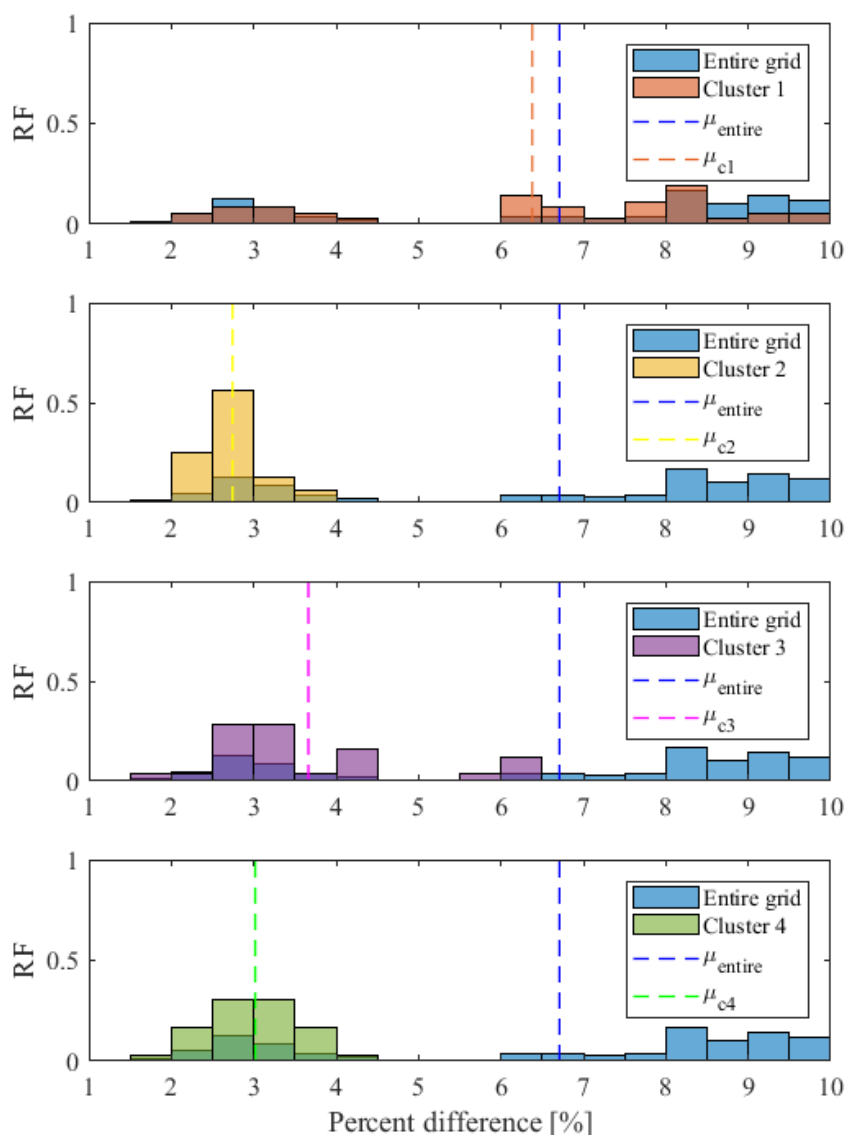 1
Entire grid
Cluster 1
μentire
μc1
RF
0.5
0
1 2 3 4 5 6 7 8 9 10
1
Entire grid
Cluster 2
μentire
μc2
RF
0.5
0
1 2 3 4 5 6 7 8 9 10
1
Entire grid
Cluster 3
μentire
μc3
RF
0.5
0
1 2 3 4 5 6 7 8 9 10
1
Entire grid
Cluster 4
μentire
μc4
RF
0.5
0
1 2 3 4 5 6 7 8 9 10
Percent difference [%]